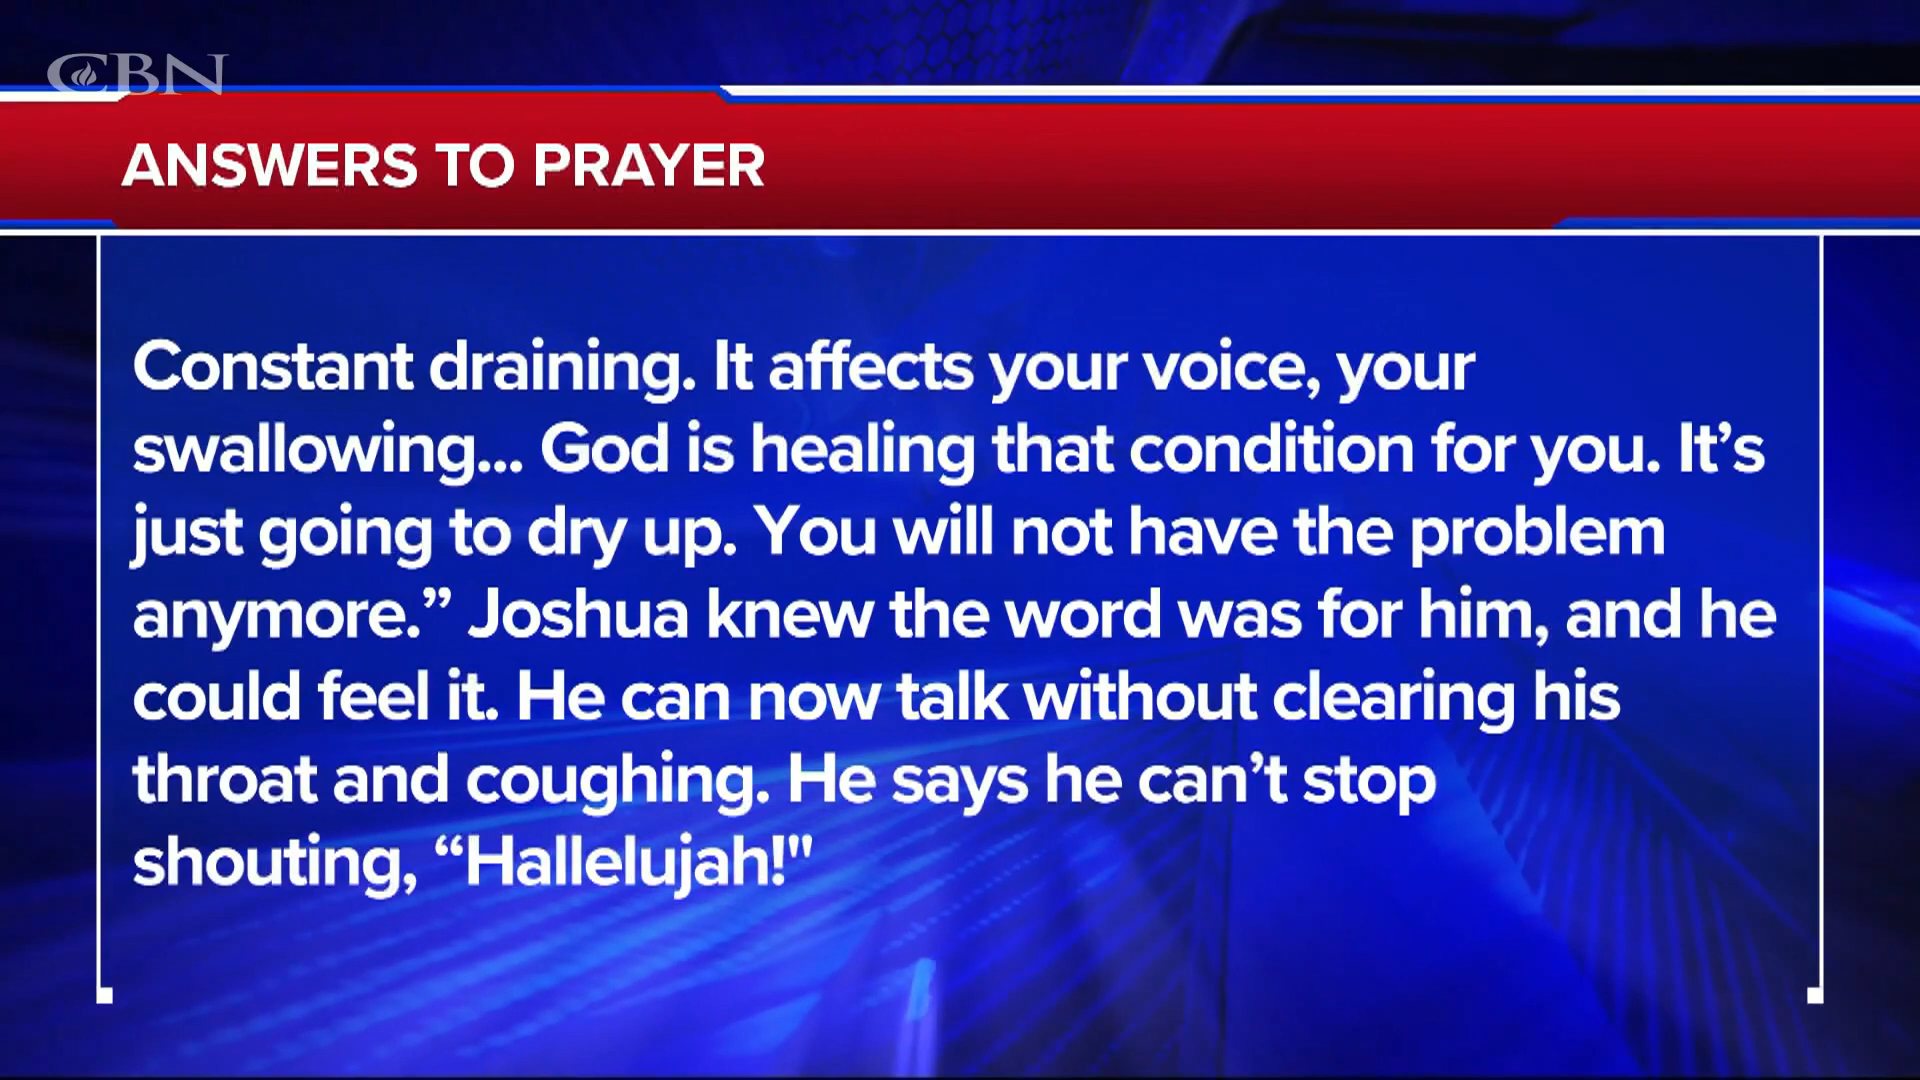 CBN
ANSWERS TO PRAYER
Constant draining. It affects your voice, your
swallowing... God is healing that condition for you. It’s
just going to dry up. You will not have the problem
anymore.” Joshua knew the word was for him, and he
could feel it. He can now talk without clearing his
throat and coughing. He says he can’t stop
shouting, “Hallelujah!"